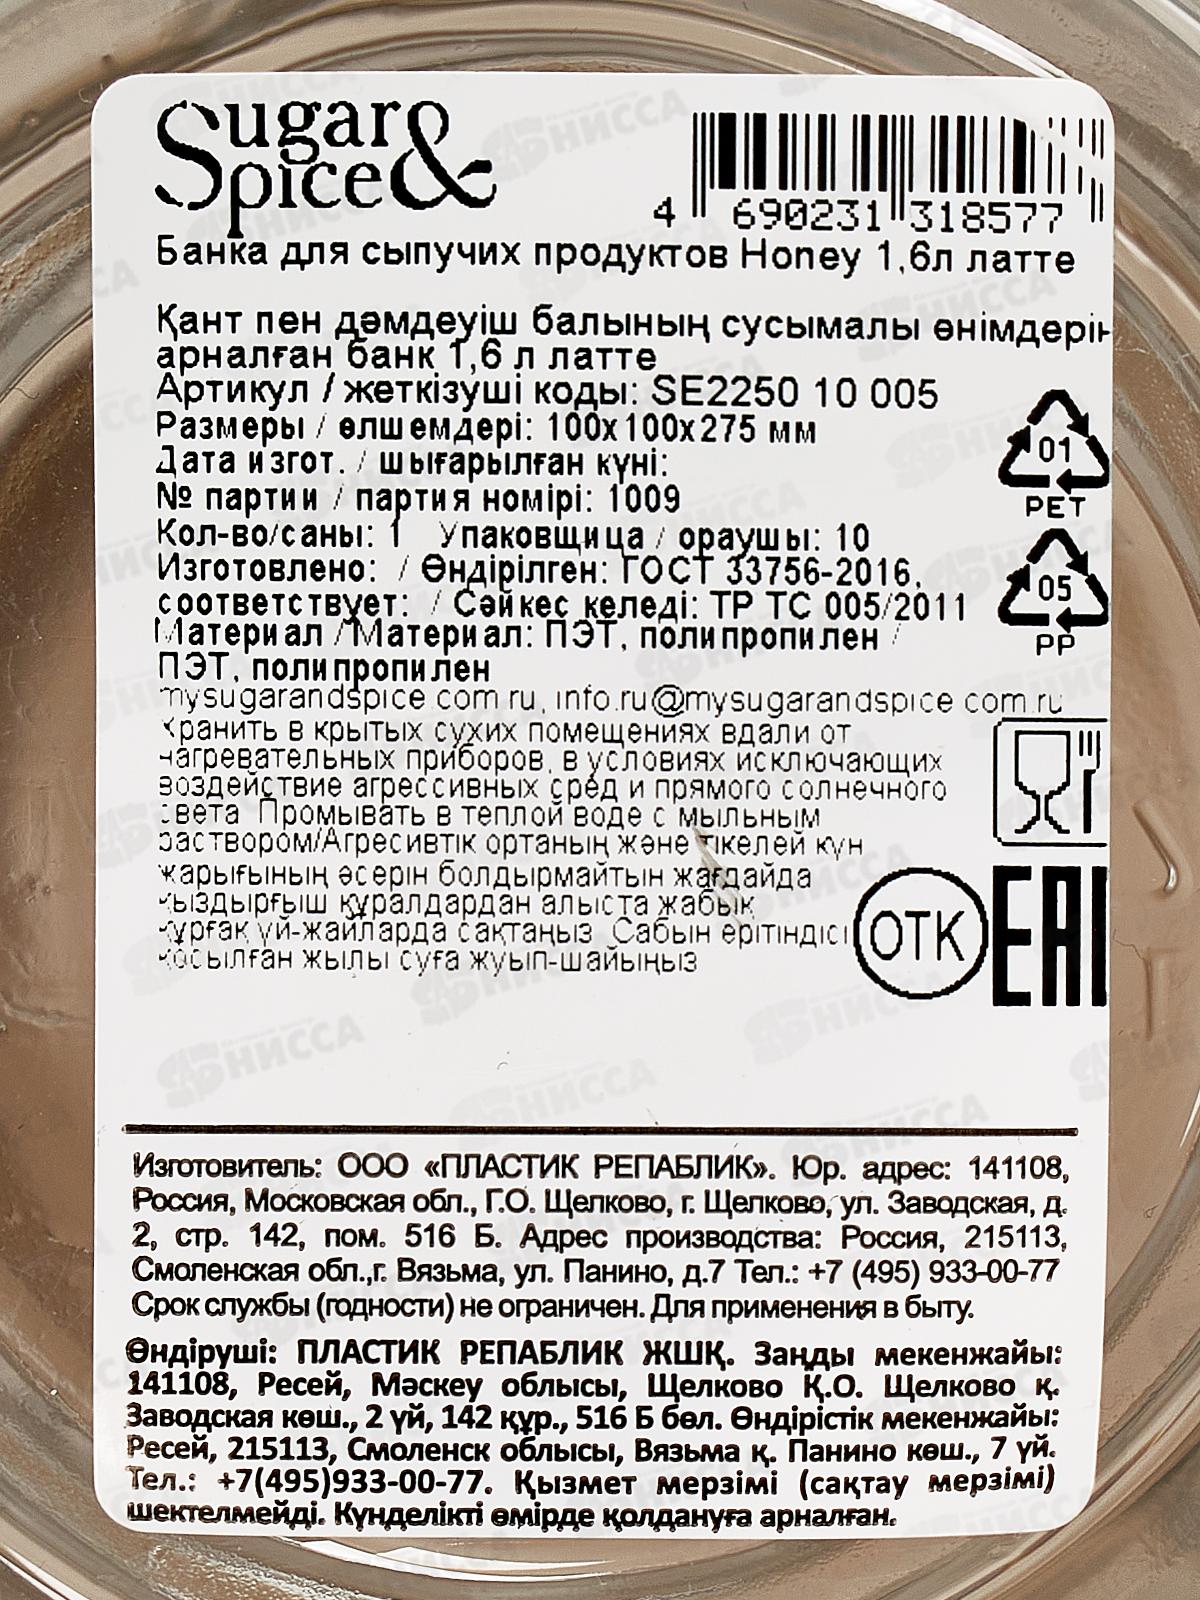 Sugar &
Spice
4 690231 318577
Банка для сыпучих продуктов Honey 1,6л латте
Қант пен дәмдеуіш балының сусымалы өнімдерін
арналған банк 1,6 л латте
Артикул / жеткізуші коды: SE2250 10 005
Размеры / өлшемдері: 100x100x275 мм
Дата изгот. / шығарылған күні:
№ партии / партия номірі: 1009
Кол-во/саны: 1 Упаковщица / ораушы: 10
Изготовлено: / Өндірілген: ГОСТ 33756-2016,
соответствует: / Сәйкес келеді: ТР ТС 005/2011
Материал / Материал: ПЭТ, полипропилен /
ПЭТ, полипропилен
mysugarandspice.com.ru, info.ru@mysugarandspice.com.ru
хранить в крытых сухих помещениях вдали от
нагревательных приборов, в условиях исключающих
воздействие агрессивных сред и прямого солнечного
света Промывать в теплой воде с мыльным
раствором/Агресивтік ортаның және тікелей күн
жарығының әсерін болдырмайтын жағдайда
қыздырғыш құралдардан алыста жабық
құрғақ үй-жайларда сақтаңыз Сабын ерітіндісі
қосылған жылы суға жуып-шайыңыз
01
PET
05
PP
ОТК
EAC
Изготовитель: ООО «ПЛАСТИК РЕПАБЛИК». Юр. адрес: 141108,
Россия, Московская обл., Г.О. Щелково, г. Щелково, ул. Заводская, д.
2, стр. 142, пом. 516 Б. Адрес производства: Россия, 215113,
Смоленская обл.,г. Вязьма, ул. Панино, д.7 Тел.: +7 (495) 933-00-77
Срок службы (годности) не ограничен. Для применения в быту.
Өндіруші: ПЛАСТИК РЕПАБЛИК ЖШҚ. Заңды мекенжайы:
141108, Ресей, Мәскеу облысы, Щелково Қ.О. Щелково қ.
Заводская көш., 2 үй, 142 құр., 516 Б бөл. Өндірістік мекенжайы:
Ресей, 215113, Смоленск облысы, Вязьма қ. Панино көш., 7 үй.
Тел.: +7(495)933-00-77. Қызмет мерзімі (сақтау мерзімі)
шектелмейді. Күнделікті өмірде қолдануға арналған.